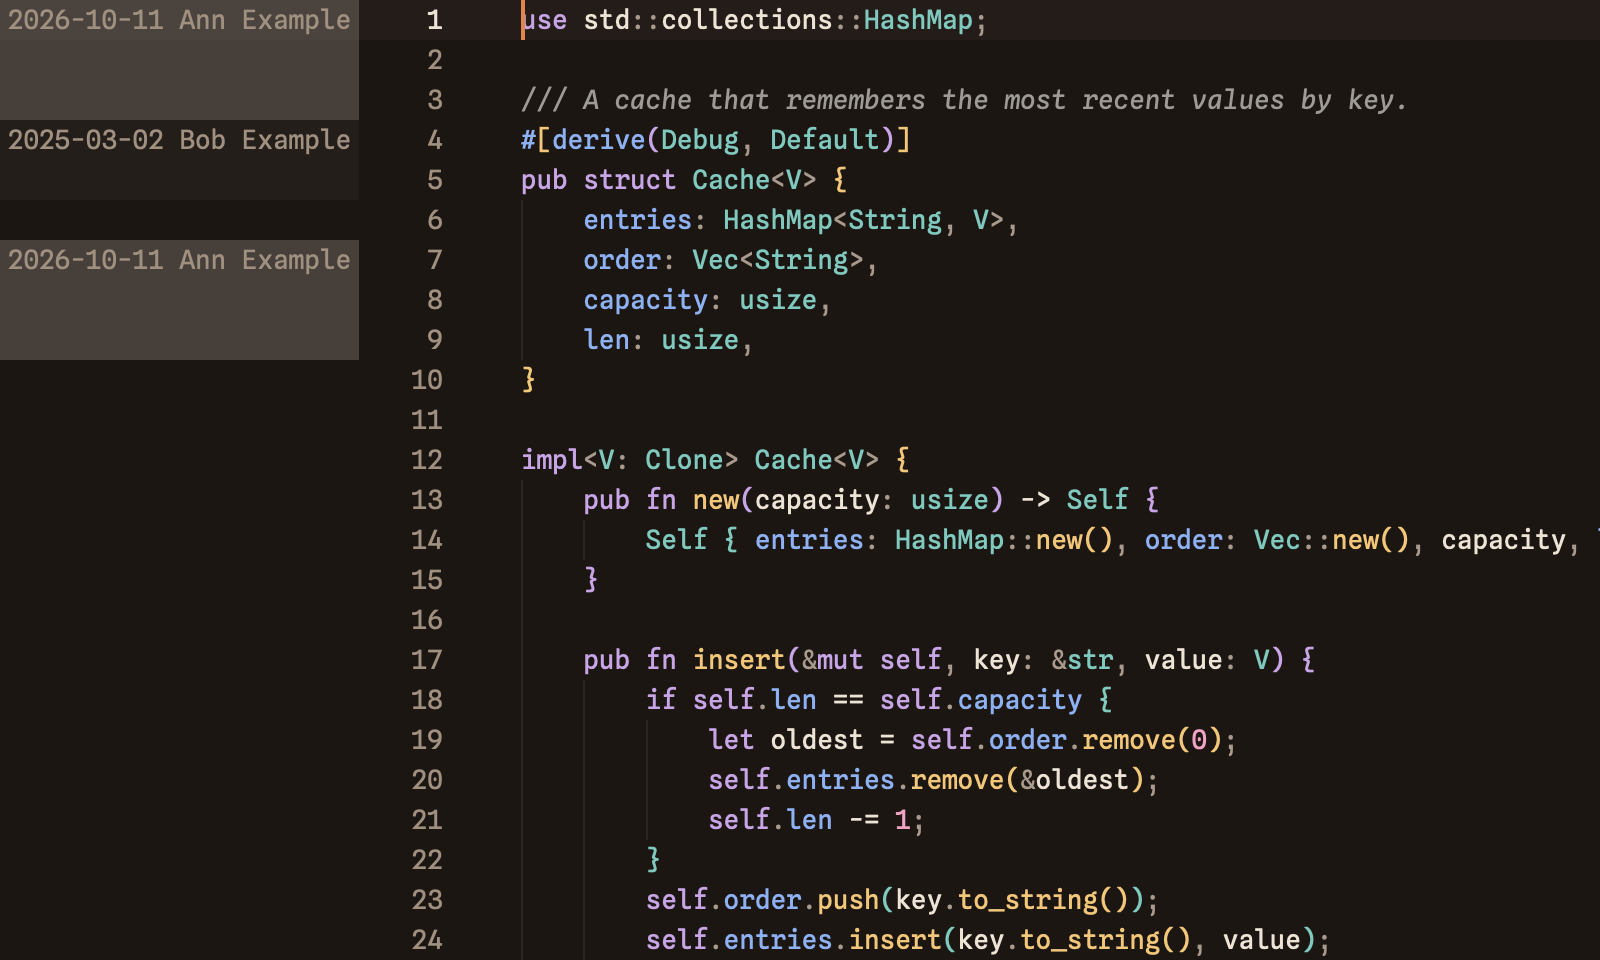 2026-10-11 Ann Example 1 use std::collections::HashMap;
2
3 /// A cache that remembers the most recent values by key.
2025-03-02 Bob Example 4 #[derive(Debug, Default)]
5 pub struct Cache<V> {
6     entries: HashMap<String, V>,
2026-10-11 Ann Example 7     order: Vec<String>,
8     capacity: usize,
9     len: usize,
10 }
11
12 impl<V: Clone> Cache<V> {
13     pub fn new(capacity: usize) -> Self {
14         Self { entries: HashMap::new(), order: Vec::new(), capacity,
15     }
16
17     pub fn insert(&mut self, key: &str, value: V) {
18         if self.len == self.capacity {
19             let oldest = self.order.remove(0);
20             self.entries.remove(&oldest);
21             self.len -= 1;
22         }
23         self.order.push(key.to_string());
24         self.entries.insert(key.to_string(), value);